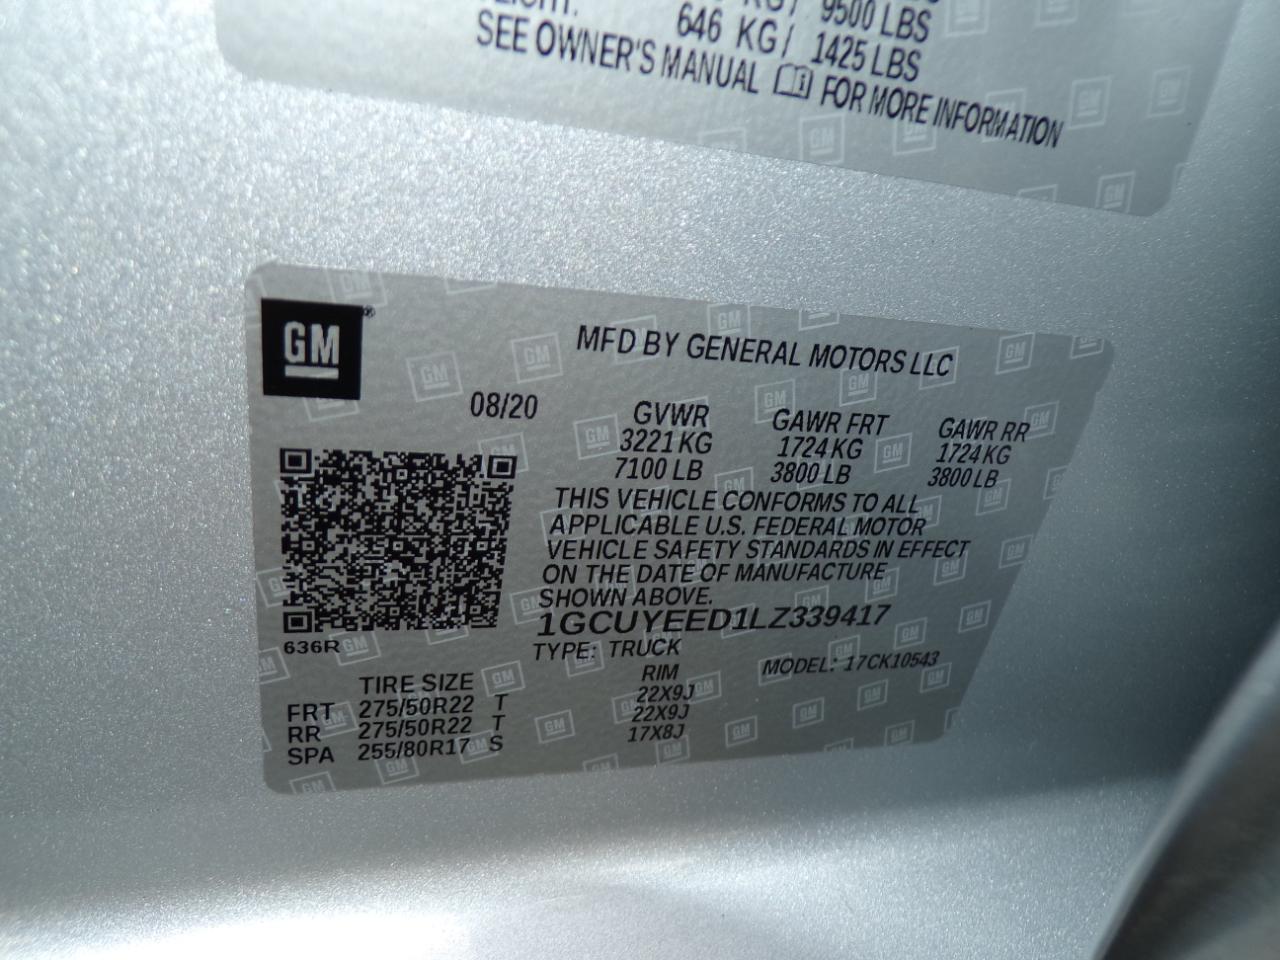 9500 LBS
646 KG / 1425 LBS
SEE OWNER'S MANUAL FOR MORE INFORMATION
GM ®
MFD BY GENERAL MOTORS LLC
08/20
GVWR GAWR FRT GAWR RR
3221 KG 1724 KG 1724 KG
7100 LB 3800 LB 3800 LB
THIS VEHICLE CONFORMS TO ALL
APPLICABLE U.S. FEDERAL MOTOR
VEHICLE SAFETY STANDARDS IN EFFECT
ON THE DATE OF MANUFACTURE
SHOWN ABOVE.
1GCUYEED1LZ339417
636R
TYPE: TRUCK MODEL: 17CK10543
TIRE SIZE RIM
FRT 275/50R22 T 22X9J
RR 275/50R22 T 22X9J
SPA 255/80R17 S 17X8J